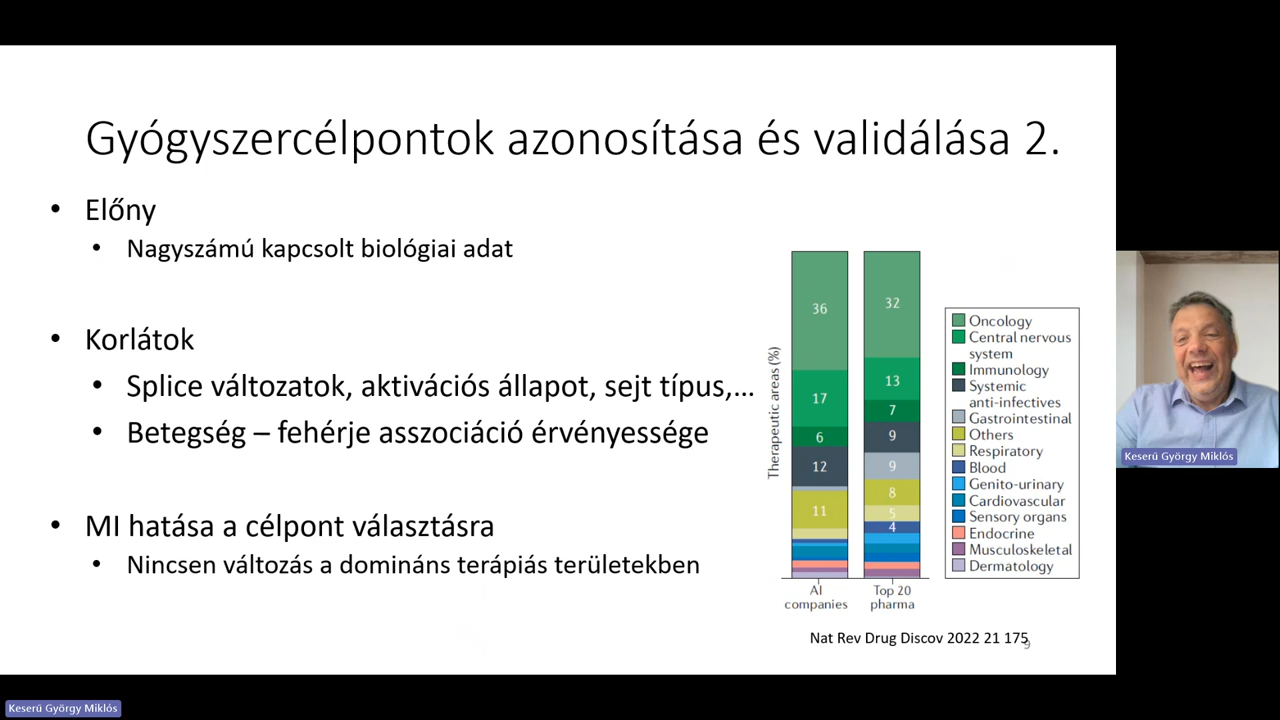 Gyógyszercélpontok azonosítása és validálása 2.
• Előny
• Nagyszámú kapcsolt biológiai adat
• Korlátok
• Splice változatok, aktivációs állapot, sejt típus,…
• Betegség – fehérje asszociáció érvényessége
• MI hatása a célpont választásra
• Nincsen változás a domináns terápiás területekben
Therapeutic areas (%)
36
17
6
12
11
AI
companies
32
13
7
9
9
8
5
4
Top 20
pharma
Oncology
Central nervous
system
Immunology
Systemic
anti-infectives
Gastrointestinal
Others
Respiratory
Blood
Genito-urinary
Cardiovascular
Sensory organs
Endocrine
Musculoskeletal
Dermatology
Nat Rev Drug Discov 2022 21 175
9
Keserű György Miklós
Keserű György Miklós